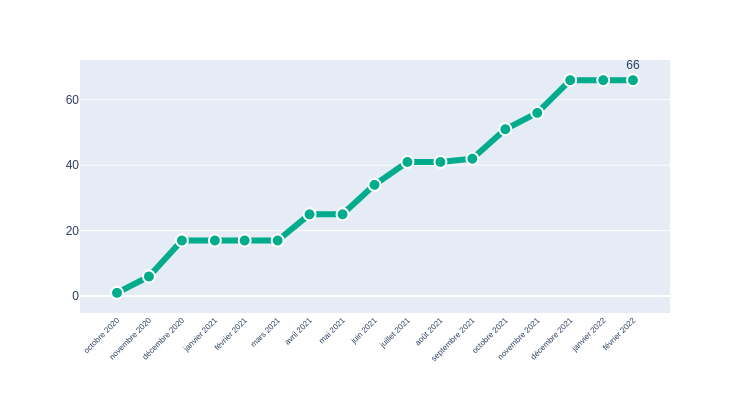 66
60
40
20
0
octobre 2020
novembre 2020
décembre 2020
janvier 2021
février 2021
mars 2021
avril 2021
mai 2021
juin 2021
juillet 2021
août 2021
septembre 2021
octobre 2021
novembre 2021
décembre 2021
janvier 2022
février 2022